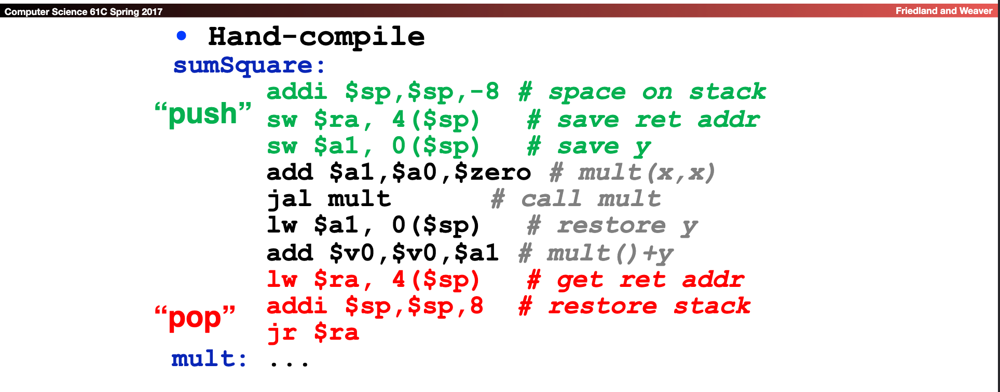 Computer Science 61C Spring 2017 Friedland and Weaver
• Hand-compile
sumSquare:
addi $sp,$sp,-8 # space on stack
“push”
sw $ra, 4($sp) # save ret addr
sw $a1, 0($sp) # save y
add $a1,$a0,$zero # mult(x,x)
jal mult # call mult
lw $a1, 0($sp) # restore y
add $v0,$v0,$a1 # mult()+y
lw $ra, 4($sp) # get ret addr
“pop” addi $sp,$sp,8 # restore stack
jr $ra
mult: ...